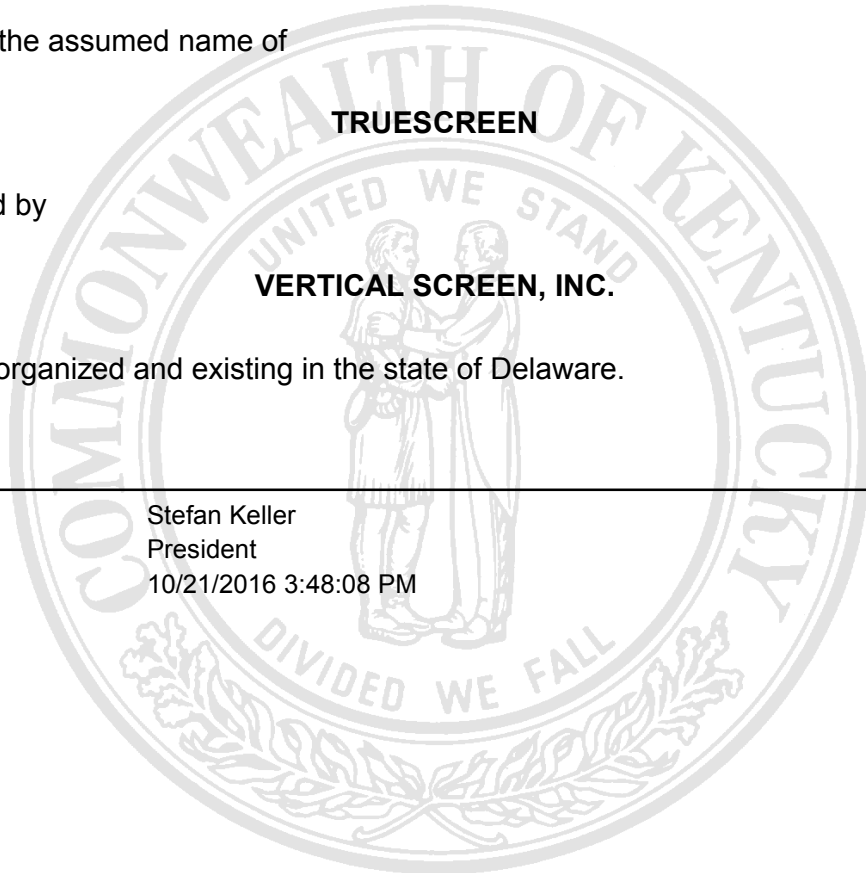 the assumed name of
TRUESCREEN
d by
VERTICAL SCREEN, INC.
organized and existing in the state of Delaware.
Stefan Keller
President
10/21/2016 3:48:08 PM
COMMONWEALTH OF KENTUCKY
UNITED WE STAND
DIVIDED WE FALL